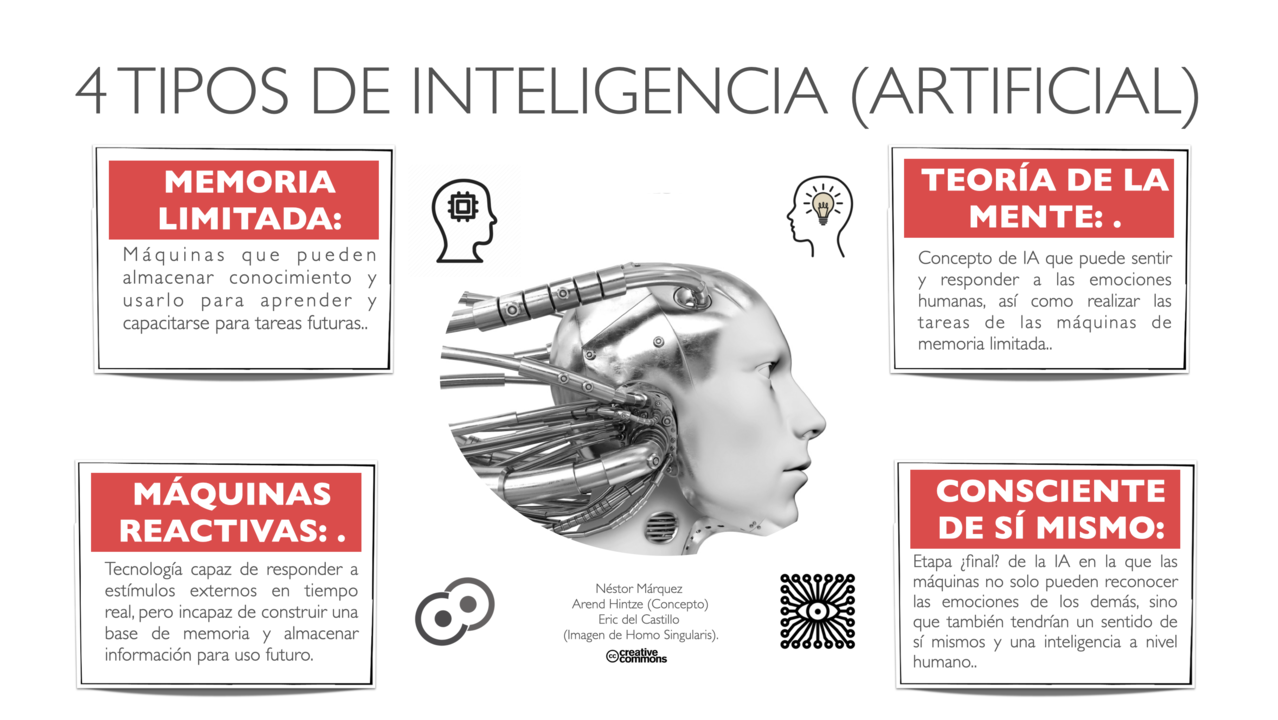 4 TIPOS DE INTELIGENCIA (ARTIFICIAL)
MEMORIA
LIMITADA:
Máquinas que pueden
almacenar conocimiento y
usarlo para aprender y
capacitarse para tareas futuras..
TEORÍA DE LA
MENTE: .
Concepto de IA que puede sentir
y responder a las emociones
humanas, así como realizar las
tareas de las máquinas de
memoria limitada..
MÁQUINAS
REACTIVAS: .
Tecnología capaz de responder a
estímulos externos en tiempo
real, pero incapaz de construir una
base de memoria y almacenar
información para uso futuro.
CONSCIENTE
DE SÍ MISMO:
Etapa ¿final? de la IA en la que las
máquinas no solo pueden reconocer
las emociones de los demás, sino
que también tendrían un sentido de
sí mismos y una inteligencia a nivel
humano..
Néstor Márquez
Arend Hintze (Concepto)
Eric del Castillo
(Imagen de Homo Singularis).
cc creative
commons